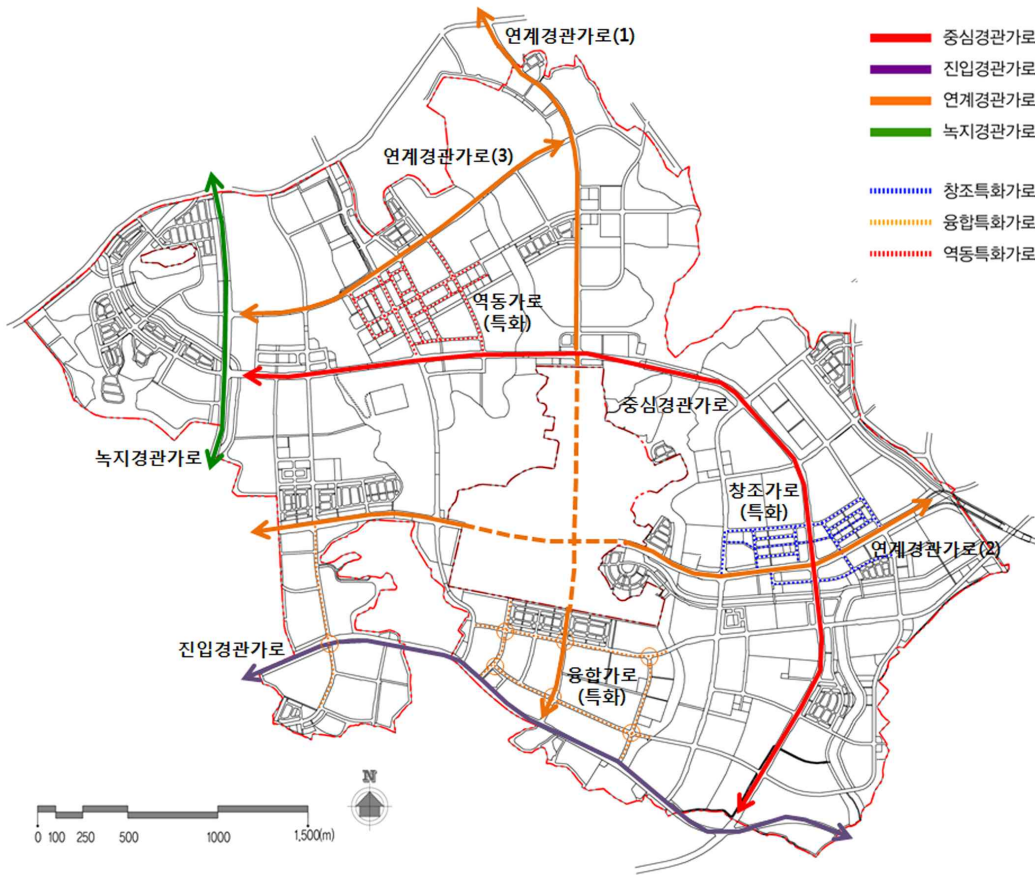 연계경관가로(1)
중심경관가로
진입경관가로
연계경관가로
녹지경관가로
연계경관가로(3)
창조특화가로
융합특화가로
역동특화가로
역동가로
(특화)
중심경관가로
녹지경관가로
창조가로
(특화)
연계경관가로(2)
진입경관가로
융합가로
(특화)
N
0 100 250 500 1000 1,500(m)